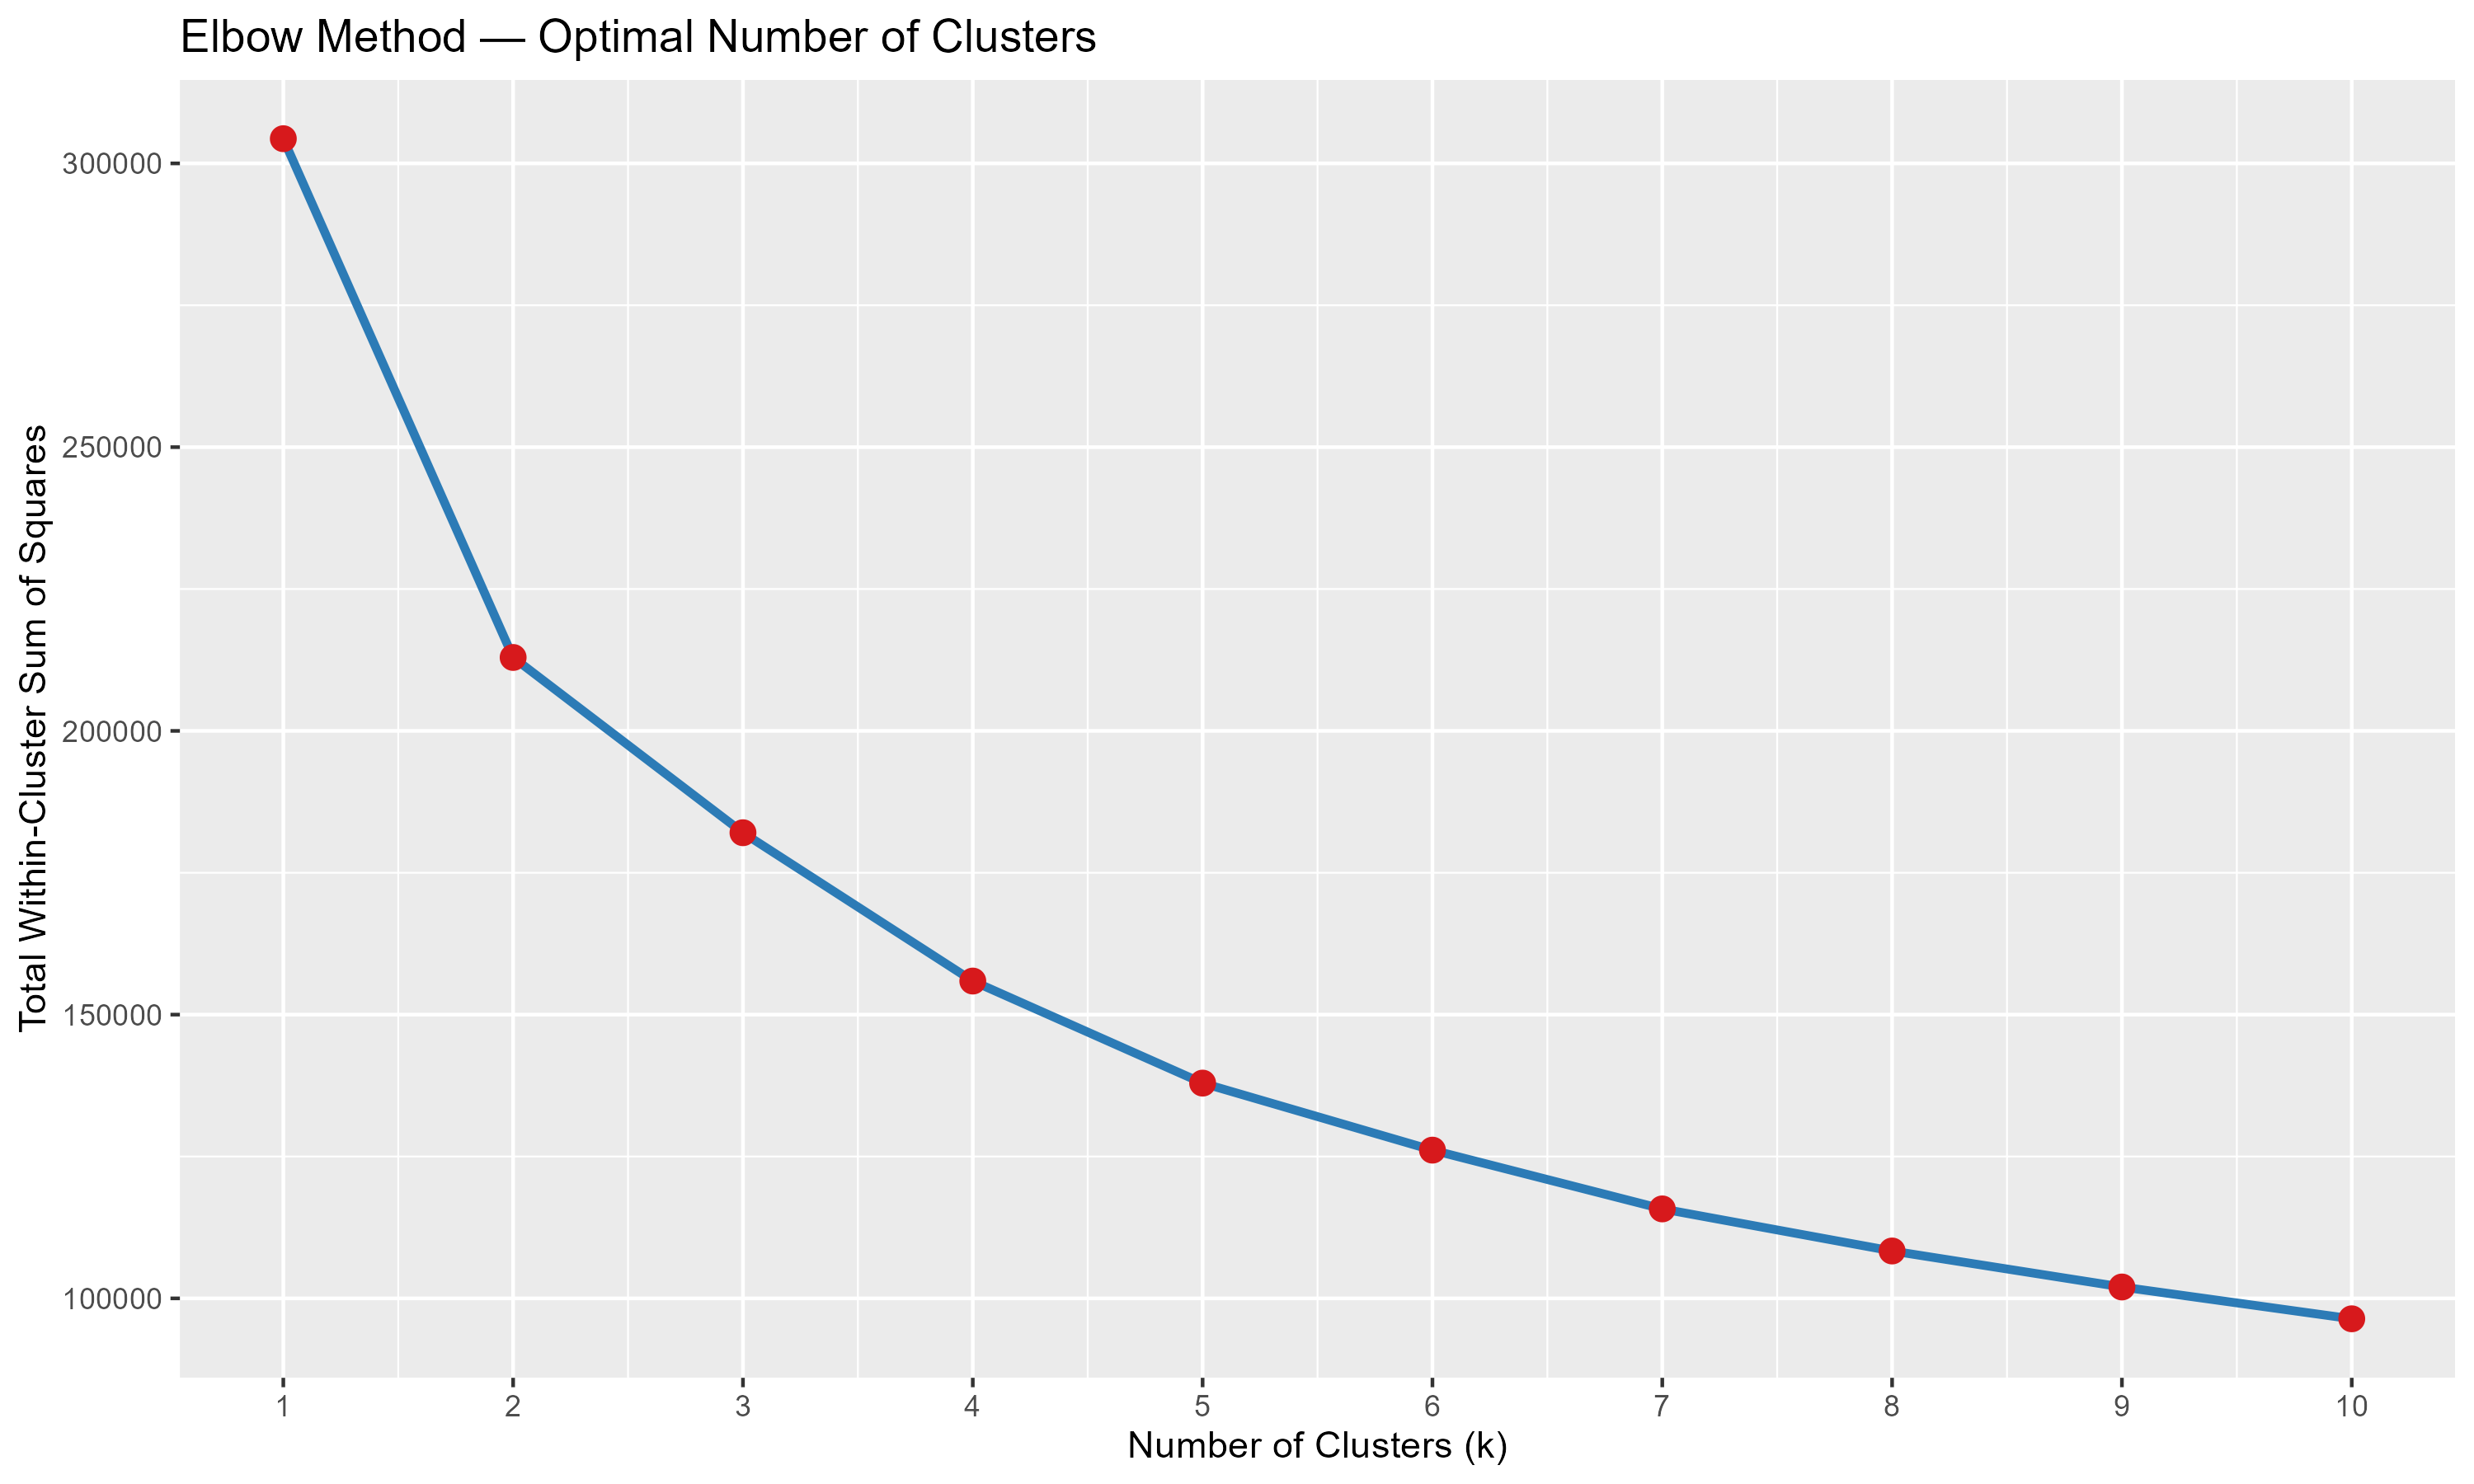 Elbow Method — Optimal Number of Clusters
Total Within-Cluster Sum of Squares
300000
250000
200000
150000
100000
1 2 3 4 5 6 7 8 9 10
Number of Clusters (k)